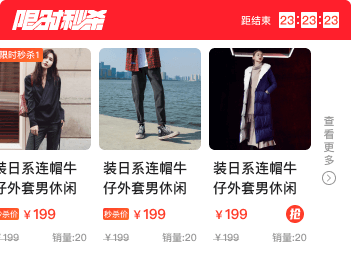 限时秒杀
距结束 23:23:23
限时秒杀1
装日系连帽牛
仔外套男休闲
秒杀价 ￥199
￥199 销量:20
装日系连帽牛
仔外套男休闲
秒杀价 ￥199
￥199 销量:20
装日系连帽牛
仔外套男休闲
￥199 抢
￥199 销量:20
查看更多